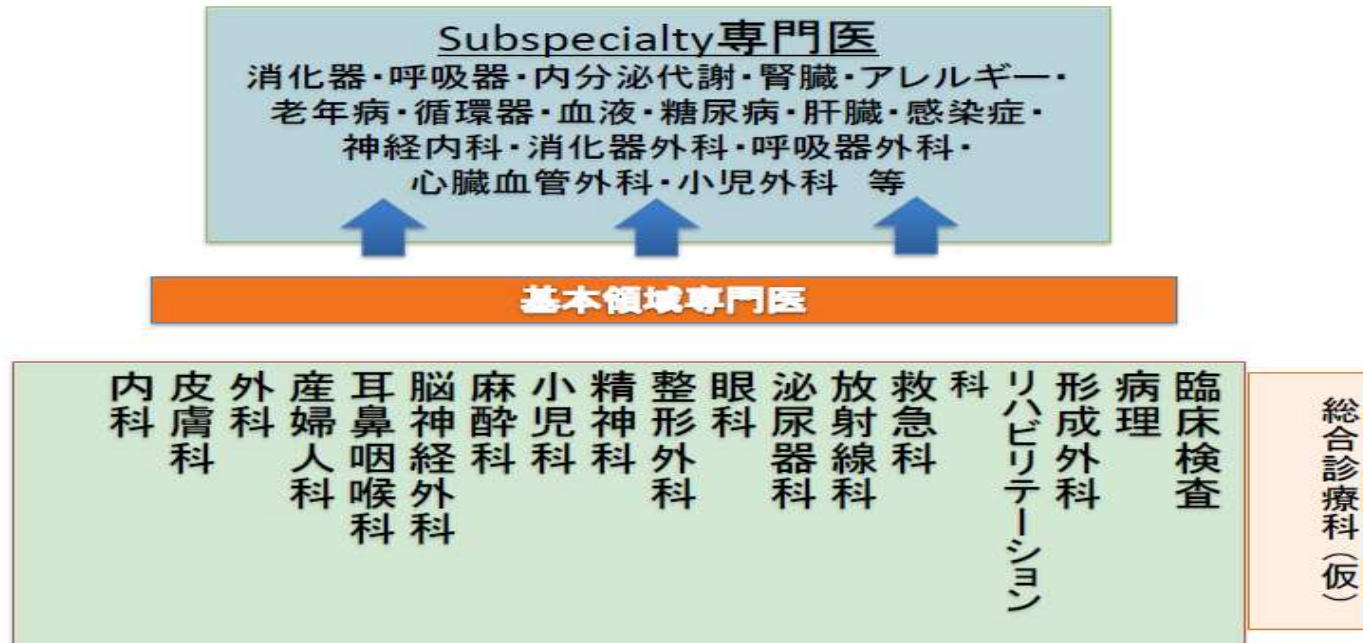 Subspecialty専門医
消化器・呼吸器・内分泌代謝・腎臓・アレルギー・
老年病・循環器・血液・糖尿病・肝臓・感染症・
神経内科・消化器外科・呼吸器外科・
心臓血管外科・小児外科 等
基本領域専門医
内科
皮膚科
外科
産婦人科
耳鼻咽喉科
脳神経外科
麻酔科
小児科
精神科
整形外科
眼科
泌尿器科
放射線科
救急科
リハビリテーション
科
形成外科
病理
臨床検査
総合診療科（仮）